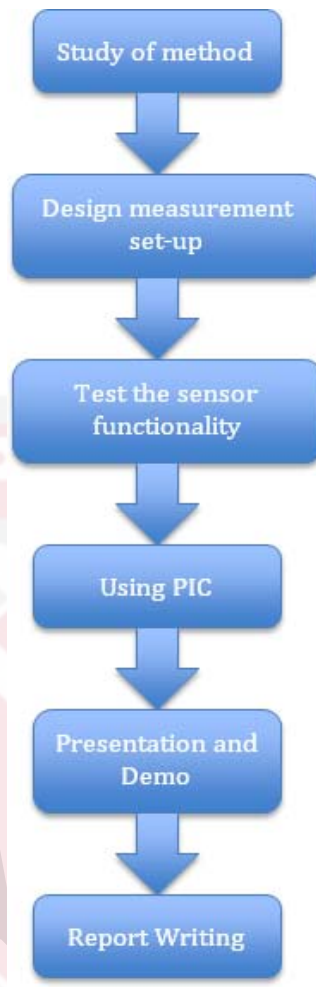 Study of method
Design measurement
set-up
Test the sensor
functionality
Using PIC
Presentation and
Demo
Report Writing